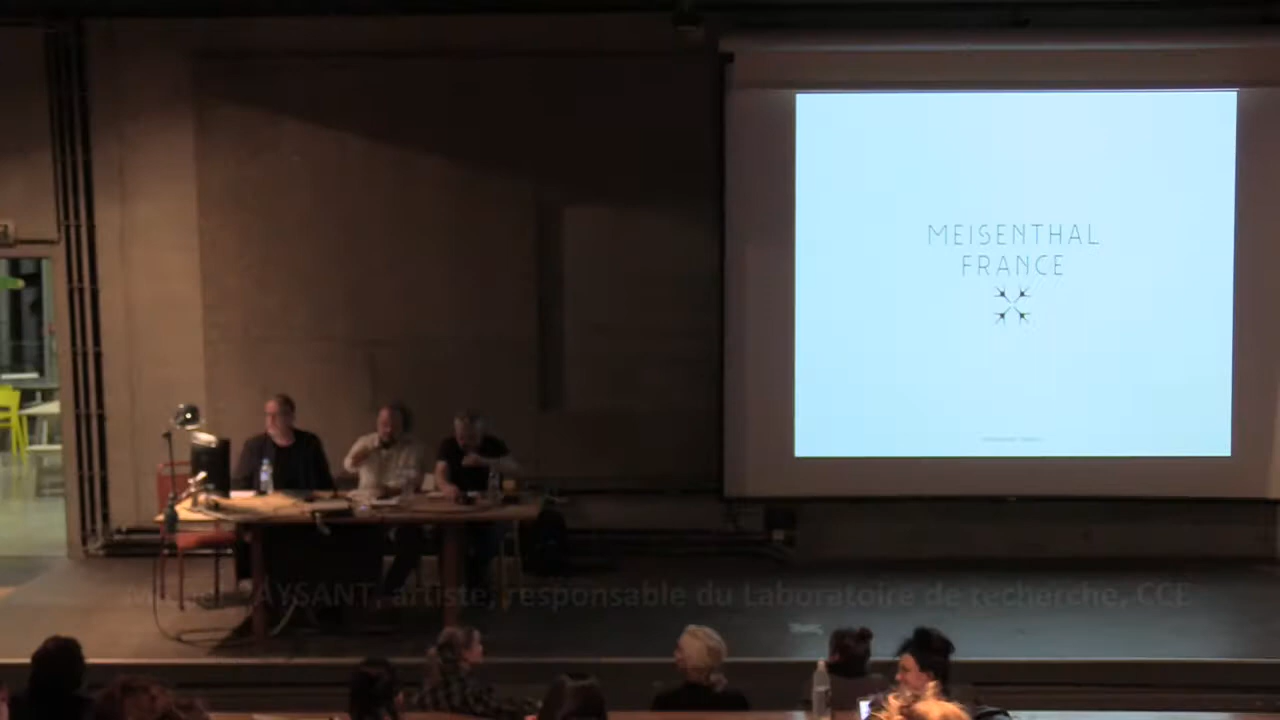 MEISENTHAL
FRANCE
AYSANT, artiste, responsable du Laboratoire de recherche, CCE